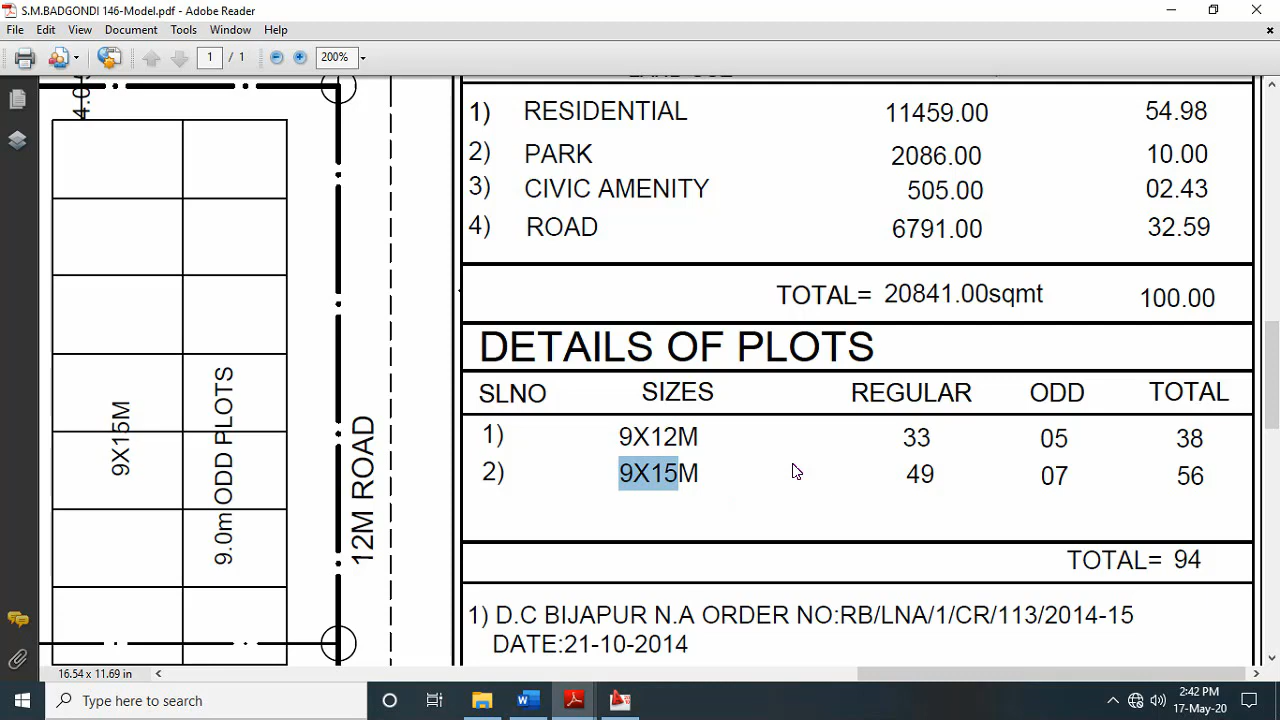 S.M.BADGONDI 146-Model.pdf - Adobe Reader
File Edit View Document Tools Window Help
1 / 1 200%
1) RESIDENTIAL 11459.00 54.98
2) PARK 2086.00 10.00
3) CIVIC AMENITY 505.00 02.43
4) ROAD 6791.00 32.59
TOTAL= 20841.00sqmt 100.00
DETAILS OF PLOTS
SLNO SIZES REGULAR ODD TOTAL
1) 9X12M 33 05 38
2) 9X15M 49 07 56
TOTAL= 94
1) D.C BIJAPUR N.A ORDER NO:RB/LNA/1/CR/113/2014-15
DATE:21-10-2014
9X15M
9.0m ODD PLOTS
12M ROAD
16.54 x 11.69 in
Type here to search
2:42 PM
17-May-20